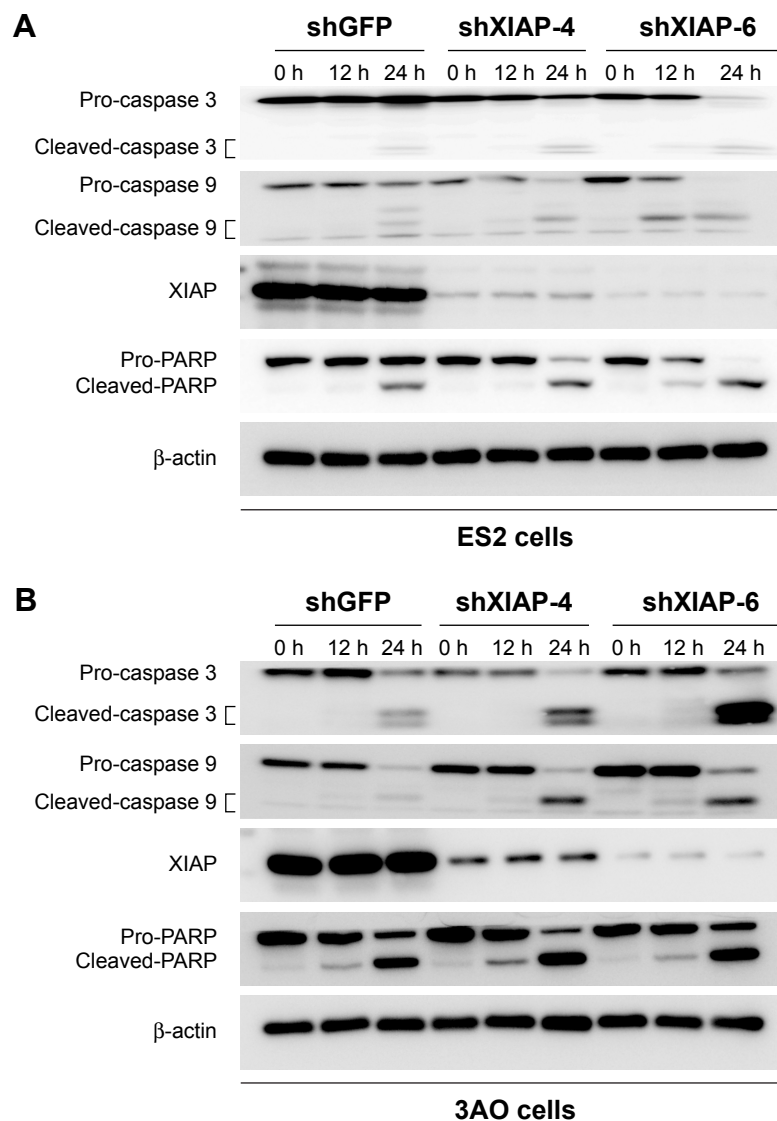 A
shGFP shXIAP-4 shXIAP-6
0 h 12 h 24 h 0 h 12 h 24 h 0 h 12 h 24 h
Pro-caspase 3
Cleaved-caspase 3
Pro-caspase 9
Cleaved-caspase 9
XIAP
Pro-PARP
Cleaved-PARP
β-actin
ES2 cells
B
shGFP shXIAP-4 shXIAP-6
0 h 12 h 24 h 0 h 12 h 24 h 0 h 12 h 24 h
Pro-caspase 3
Cleaved-caspase 3
Pro-caspase 9
Cleaved-caspase 9
XIAP
Pro-PARP
Cleaved-PARP
β-actin
3AO cells